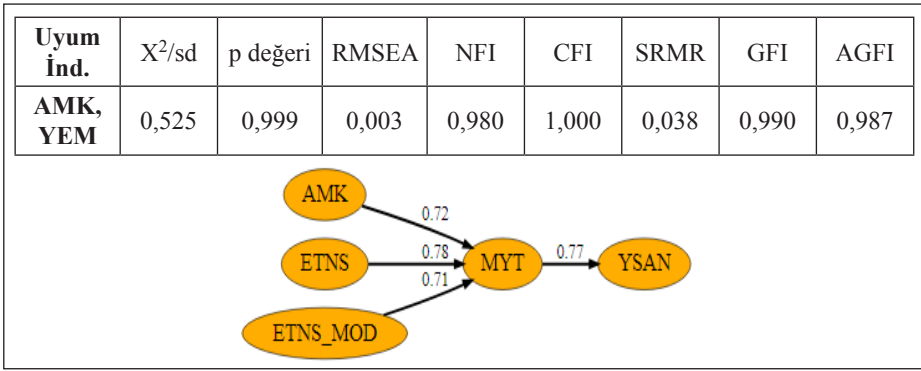 Uyum İnd. X²/sd p değeri RMSEA NFI CFI SRMR GFI AGFI
AMK, YEM 0,525 0,999 0,003 0,980 1,000 0,038 0,990 0,987
AMK
0.72
ETNS 0.78 MYT 0.77 YSAN
0.71
ETNS_MOD